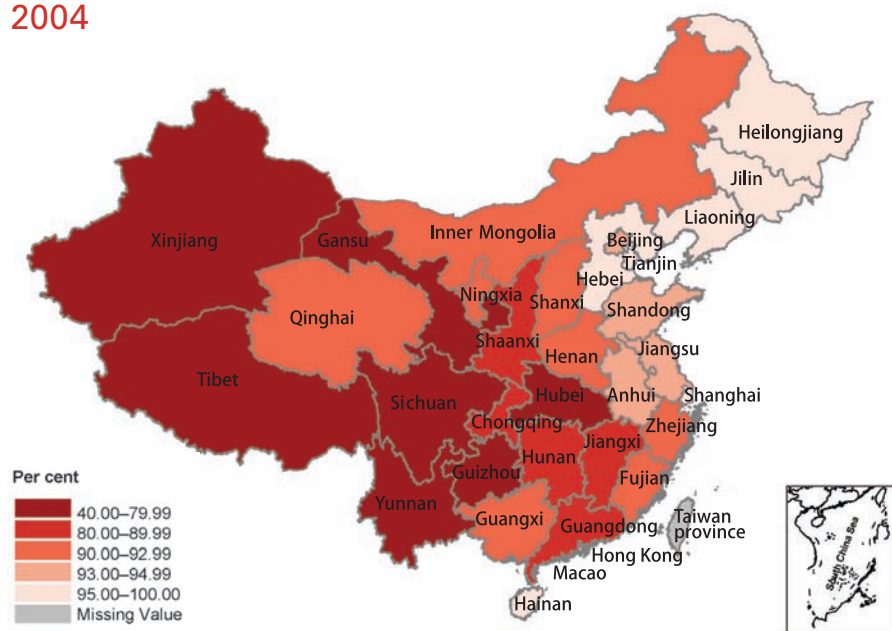 2004
Heilongjiang
Jilin
Liaoning
Xinjiang
Gansu
Inner Mongolia
Beijing
Tianjin
Hebei
Ningxia
Shanxi
Shandong
Qinghai
Shaanxi
Henan
Jiangsu
Tibet
Sichuan
Hubei
Anhui
Shanghai
Chongqing
Zhejiang
Jiangxi
Hunan
Guizhou
Fujian
Yunnan
Guangxi
Guangdong
Taiwan
province
Hong Kong
Macao
Hainan
Per cent
40.00–79.99
80.00–89.99
90.00–92.99
93.00–94.99
95.00–100.00
Missing Value
South China Sea